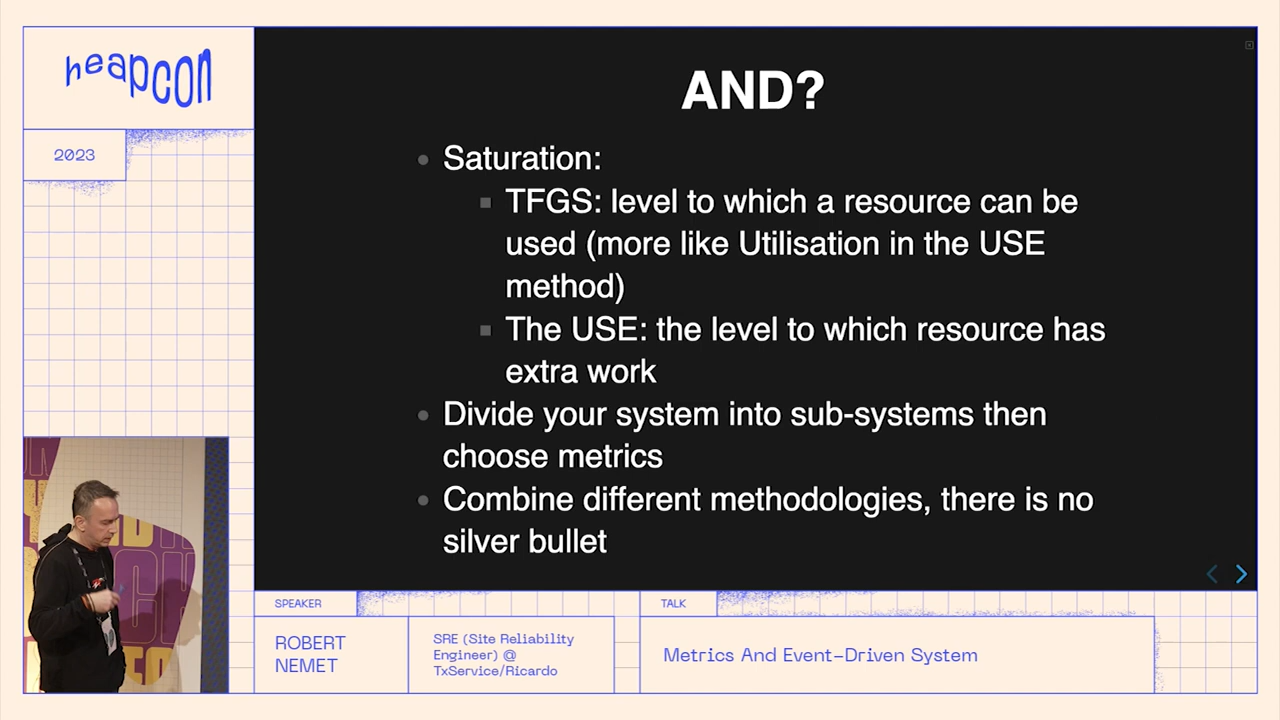 heapcon
2023
AND?
Saturation:
TFGS: level to which a resource can be
used (more like Utilisation in the USE
method)
The USE: the level to which resource has
extra work
Divide your system into sub-systems then
choose metrics
Combine different methodologies, there is no
silver bullet
SPEAKER
ROBERT
NEMET
SRE (Site Reliability
Engineer) @
TxService/Ricardo
TALK
Metrics And Event-Driven System